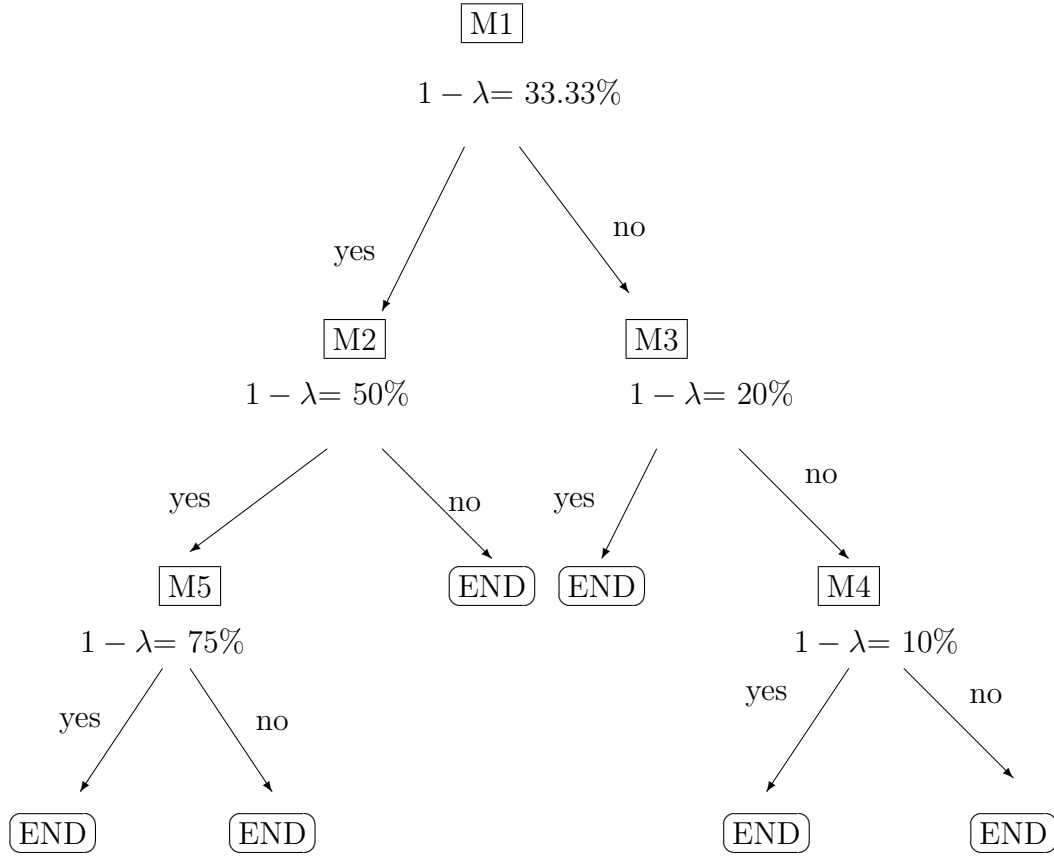 M1
1 − λ= 33.33%
yes
no
M2
M3
1 − λ= 50%
1 − λ= 20%
yes
no
yes
no
M5
END
END
M4
1 − λ= 75%
1 − λ= 10%
yes
no
yes
no
END
END
END
END